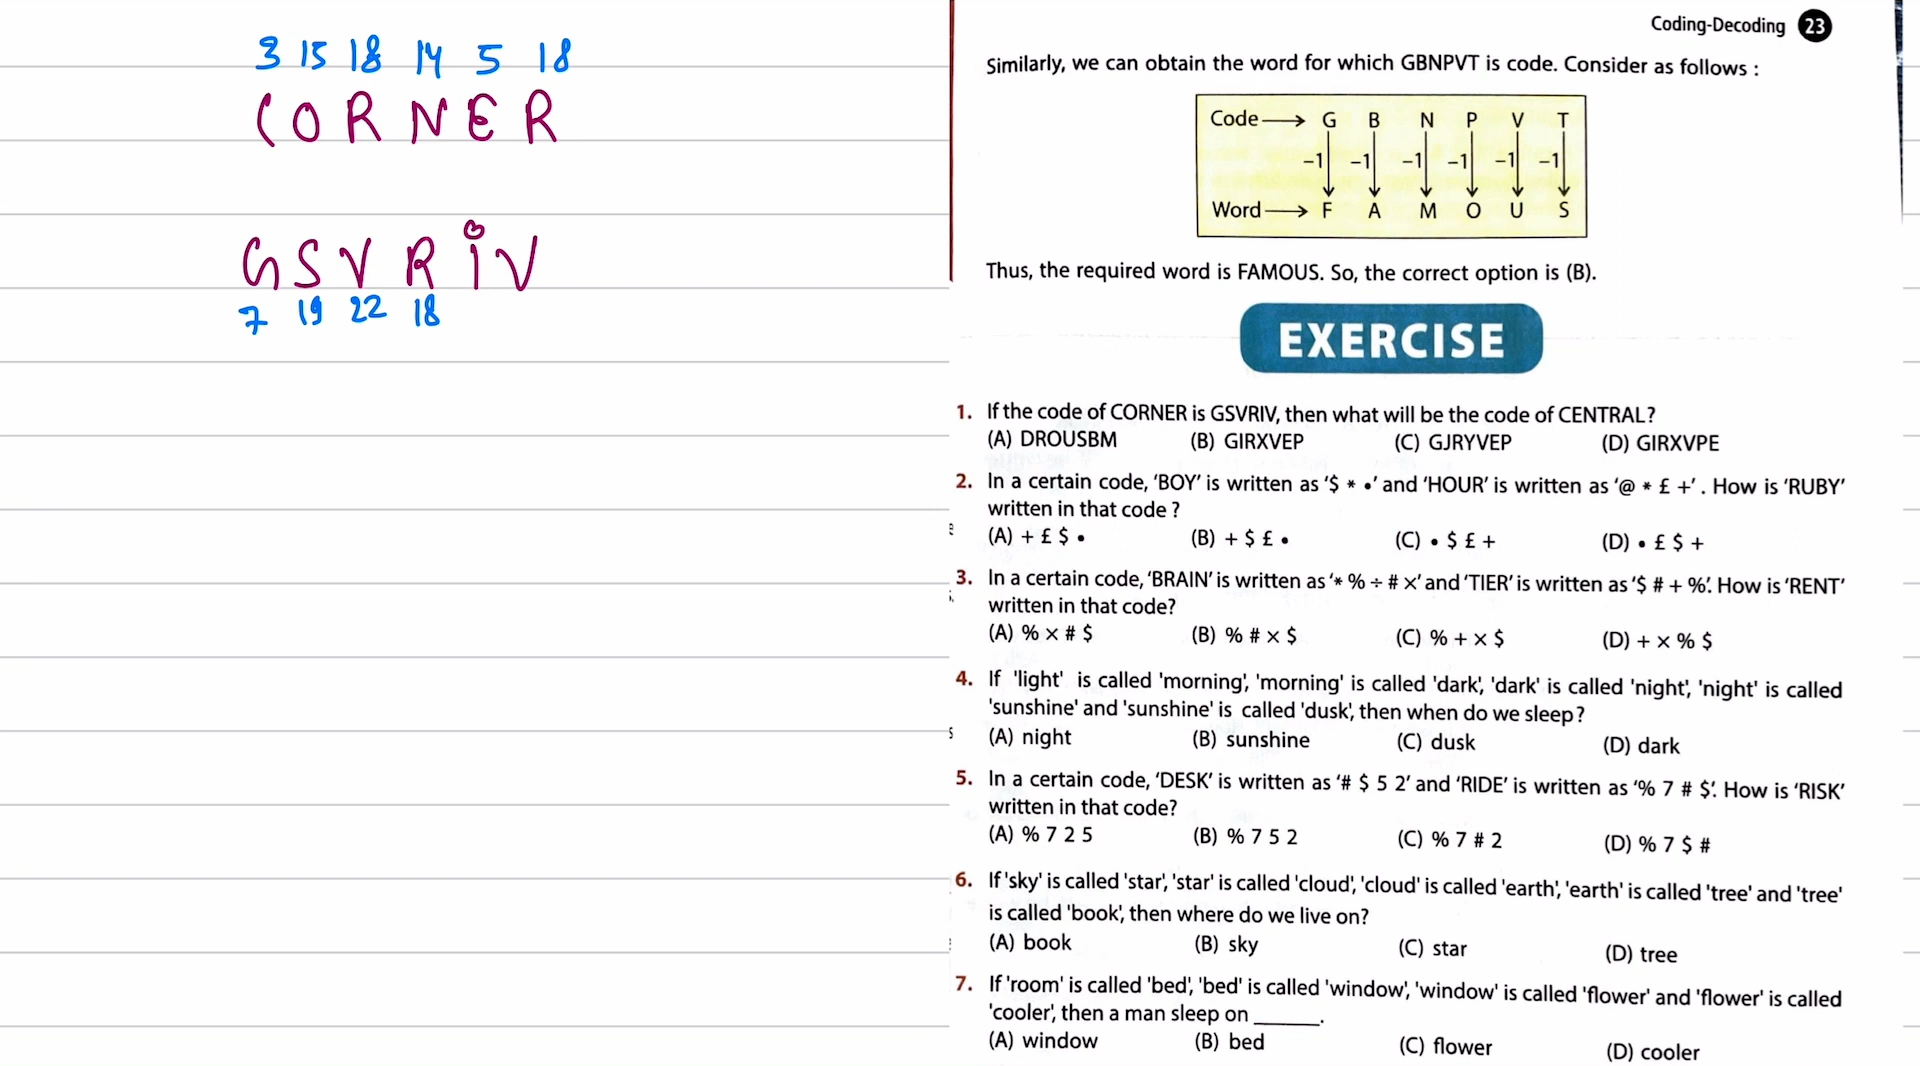 3 15 18 14 5 18
CORNER
GSVRiV
7 19 22 18
Coding-Decoding 23
Similarly, we can obtain the word for which GBNPVT is code. Consider as follows :
Code → G B N P V T
-1 -1 -1 -1 -1 -1
Word → F A M O U S
Thus, the required word is FAMOUS. So, the correct option is (B).
EXERCISE
1. If the code of CORNER is GSVRIV, then what will be the code of CENTRAL?
(A) DROUSBM (B) GIRXVEP (C) GJRYVEP (D) GIRXVPE
2. In a certain code, 'BOY' is written as '$ * •' and 'HOUR' is written as '@ * £ +' . How is 'RUBY'
written in that code ?
(A) + £ $ • (B) + $ £ • (C) • $ £ + (D) • £ $ +
3. In a certain code, 'BRAIN' is written as '* % ÷ # ×' and 'TIER' is written as '$ # + %'. How is 'RENT'
written in that code?
(A) % × # $ (B) % # × $ (C) % + × $ (D) + × % $
4. If 'light' is called 'morning', 'morning' is called 'dark', 'dark' is called 'night', 'night' is called
'sunshine' and 'sunshine' is called 'dusk', then when do we sleep?
(A) night (B) sunshine (C) dusk (D) dark
5. In a certain code, 'DESK' is written as '# $ 5 2' and 'RIDE' is written as '% 7 # $'. How is 'RISK'
written in that code?
(A) % 7 2 5 (B) % 7 5 2 (C) % 7 # 2 (D) % 7 $ #
6. If 'sky' is called 'star', 'star' is called 'cloud', 'cloud' is called 'earth', 'earth' is called 'tree' and 'tree'
is called 'book', then where do we live on?
(A) book (B) sky (C) star (D) tree
7. If 'room' is called 'bed', 'bed' is called 'window', 'window' is called 'flower' and 'flower' is called
'cooler', then a man sleep on ______.
(A) window (B) bed (C) flower (D) cooler